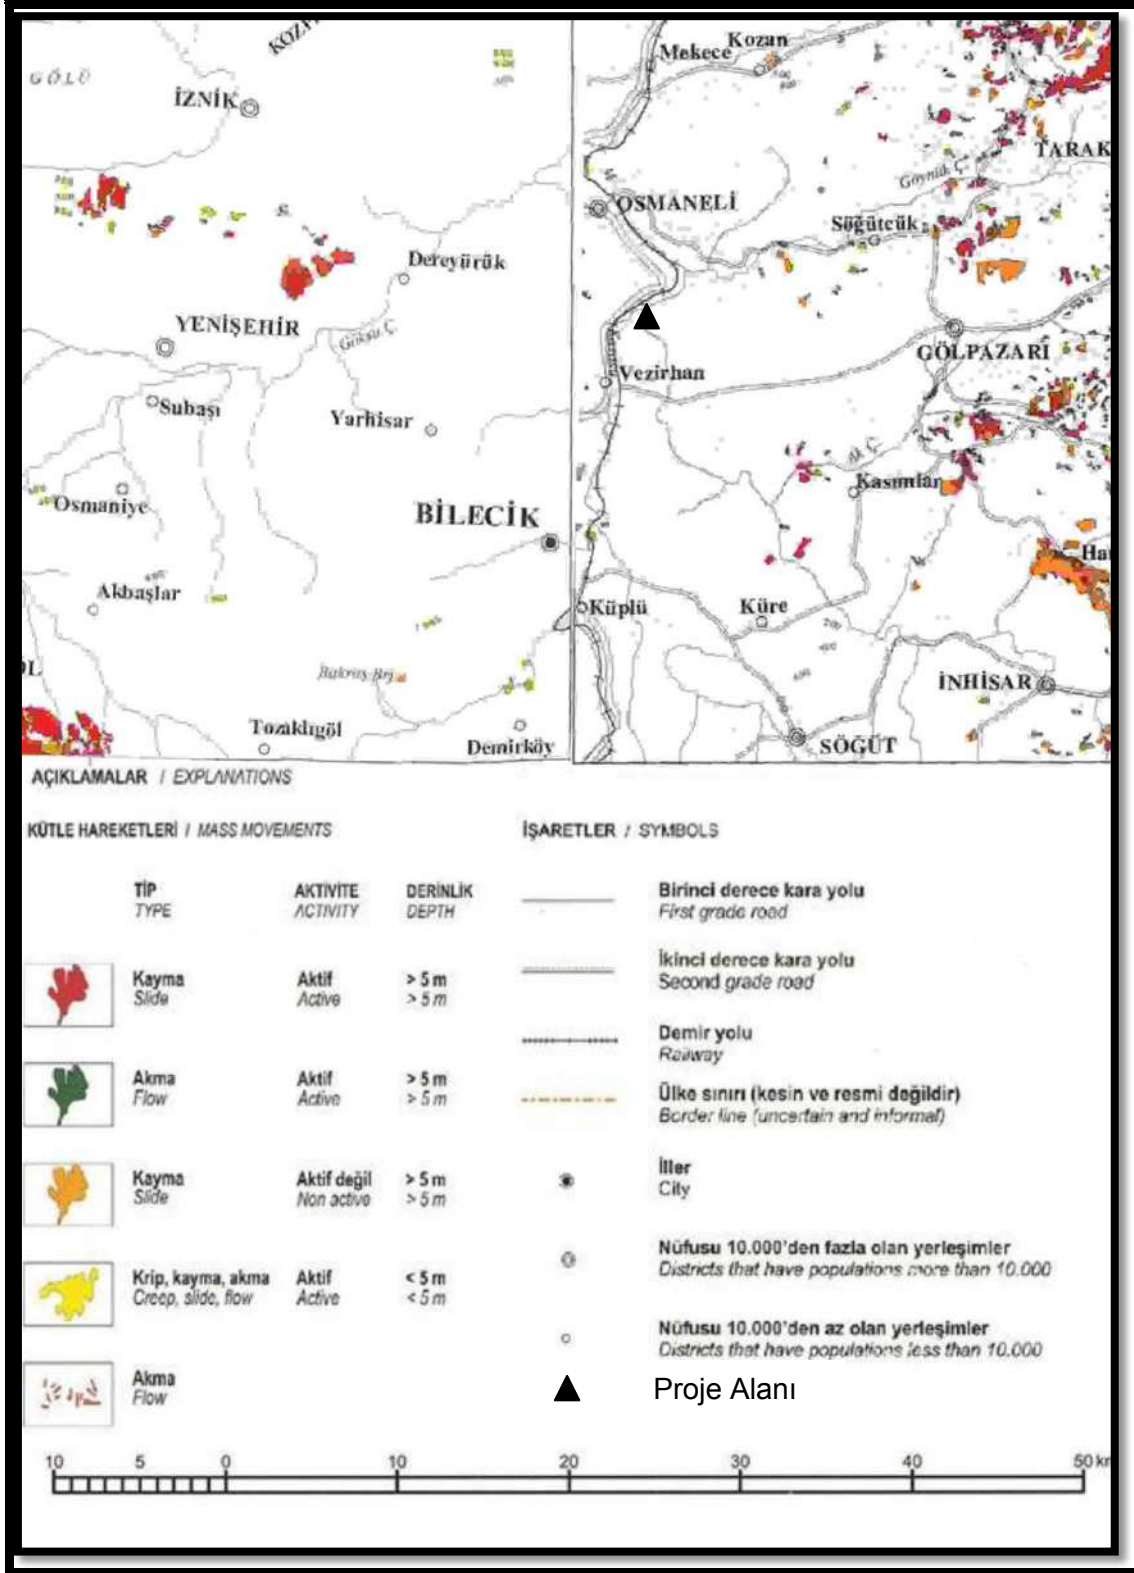 Mekece
Kozan
GÖLÜ
İZNİK
TARAK
Göynük Ç.
OSMANELİ
Söğütcük
Dereyürük
YENİŞEHİR
Göksu Ç.
GÖLPAZARI
Vezirhan
Subaşı
Yarhisar
Ak Ç.
Kasımlar
Osmaniye
BİLECİK
Akbaşlar
Küplü
Küre
İNHİSAR
Tozaklıgöl
Demirköy
SÖĞÜT
AÇIKLAMALAR / EXPLANATIONS
KÜTLE HAREKETLERİ / MASS MOVEMENTS
TİP AKTİVİTE DERİNLİK
TYPE ACTIVITY DEPTH
Kayma Aktif > 5 m
Slide Active > 5 m
Akma Aktif > 5 m
Flow Active > 5 m
Kayma Aktif değil > 5 m
Slide Non active > 5 m
Krip, kayma, akma Aktif < 5 m
Creep, slide, flow Active < 5 m
Akma
Flow
İŞARETLER / SYMBOLS
Birinci derece kara yolu
First grade road
İkinci derece kara yolu
Second grade road
Demir yolu
Railway
Ülke sınırı (kesin ve resmi değildir)
Border line (uncertain and informal)
İller
City
Nüfusu 10.000'den fazla olan yerleşimler
Districts that have populations more than 10.000
Nüfusu 10.000'den az olan yerleşimler
Districts that have populations less than 10.000
Proje Alanı
10 5 0 10 20 30 40 50 km